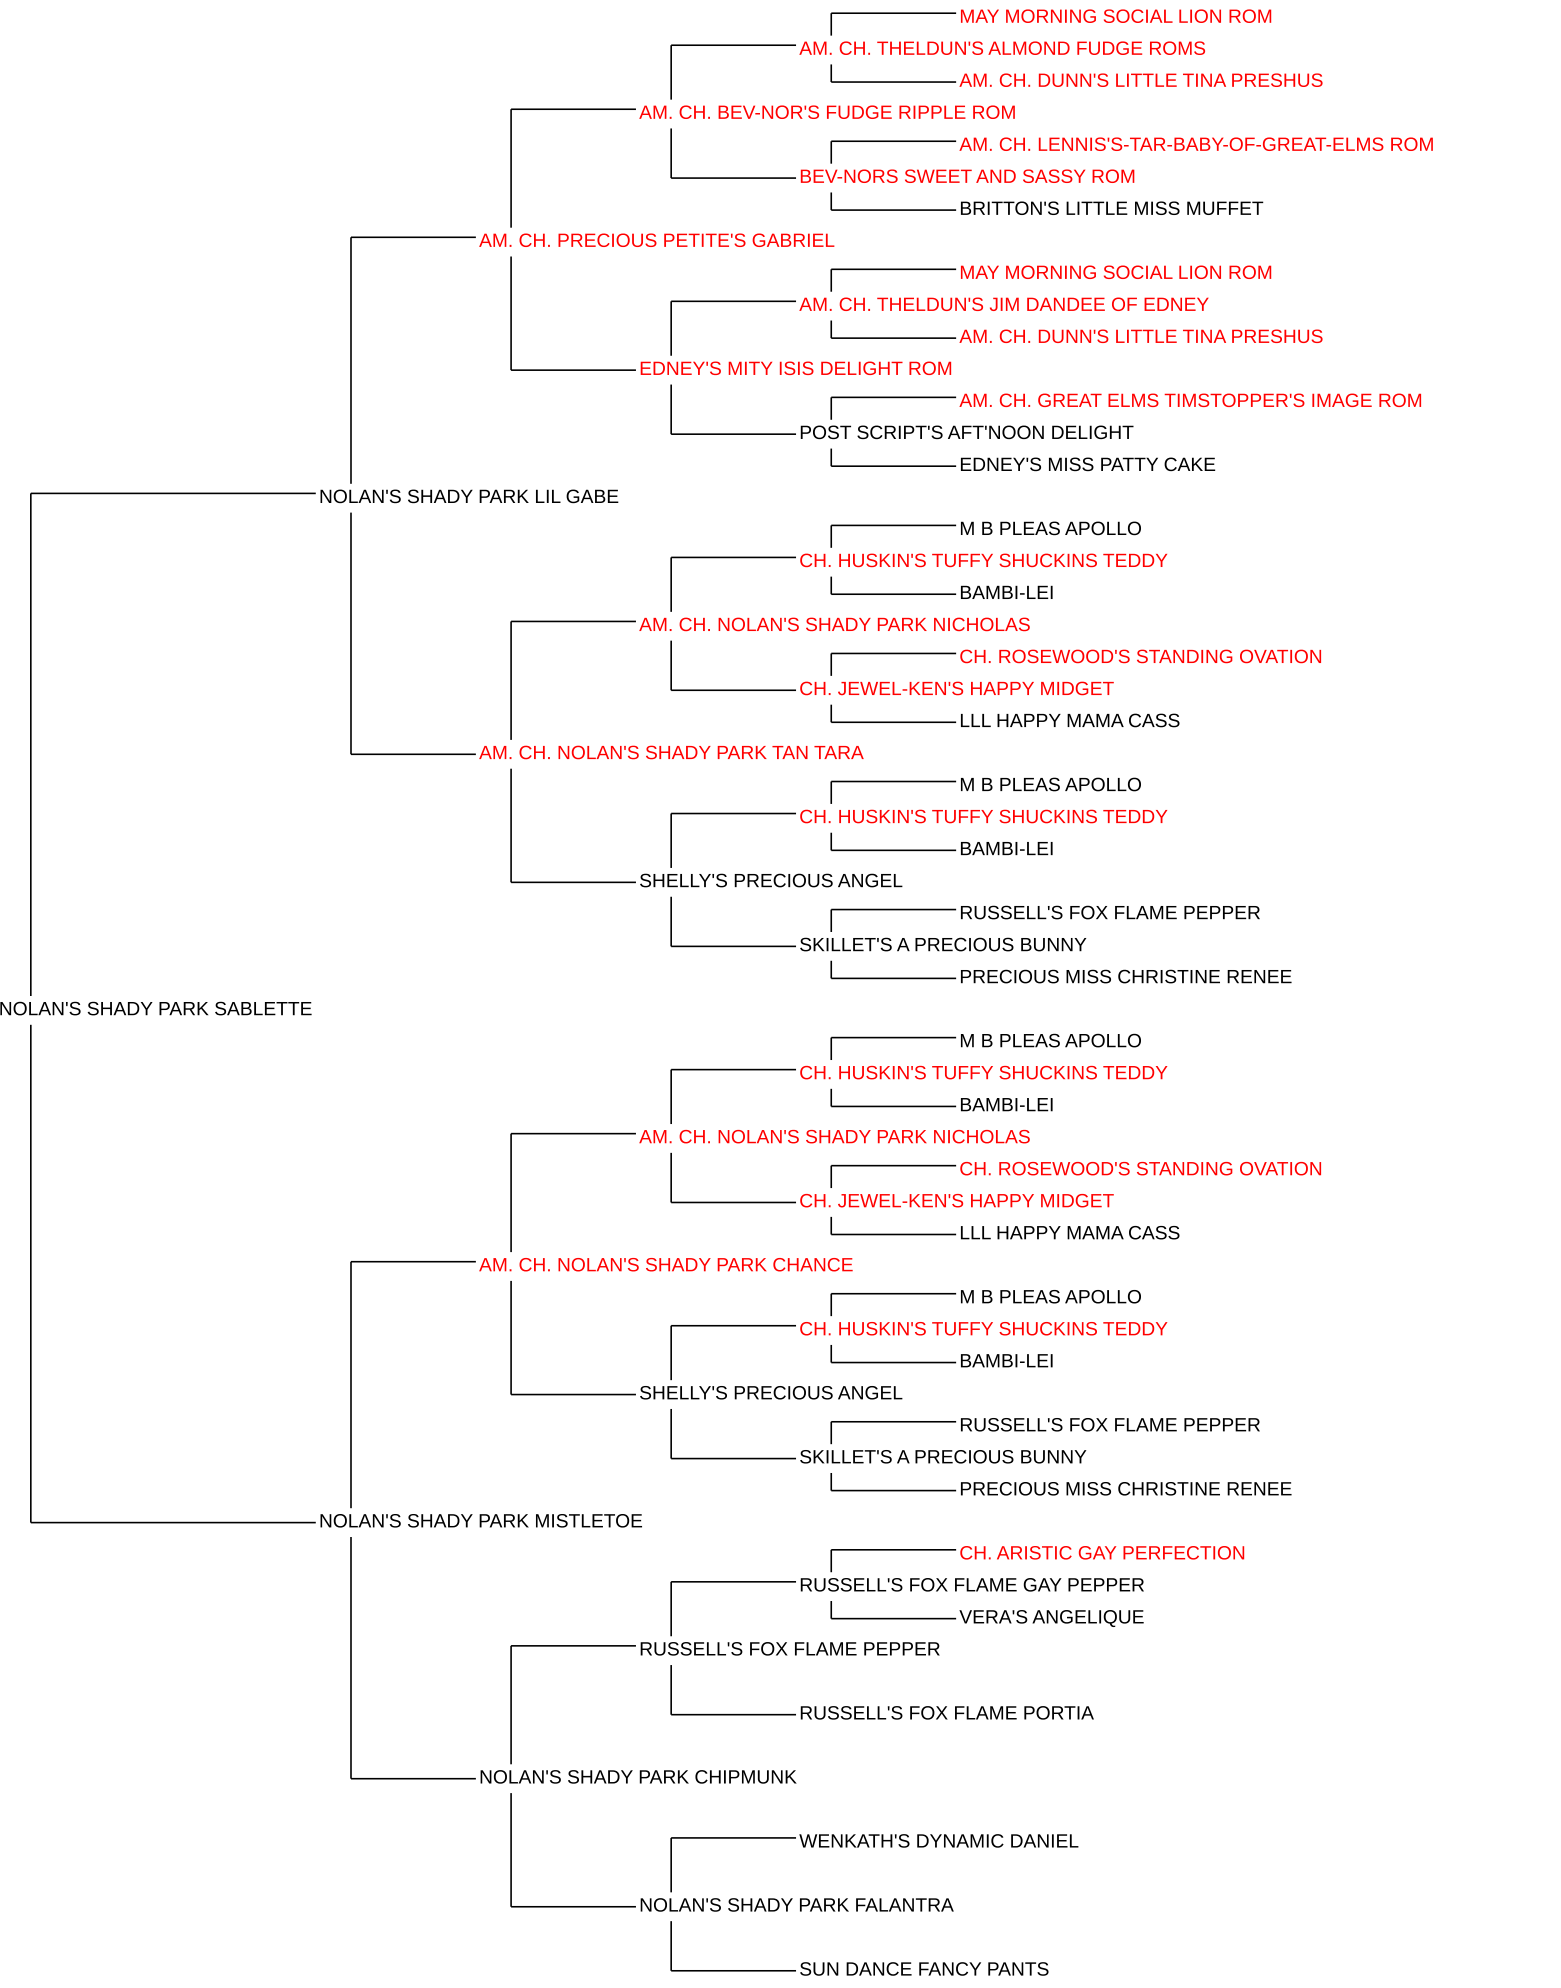 MAY MORNING SOCIAL LION ROM
AM. CH. THELDUN'S ALMOND FUDGE ROMS
AM. CH. DUNN'S LITTLE TINA PRESHUS
AM. CH. BEV-NOR'S FUDGE RIPPLE ROM
AM. CH. LENNIS'S-TAR-BABY-OF-GREAT-ELMS ROM
BEV-NORS SWEET AND SASSY ROM
BRITTON'S LITTLE MISS MUFFET
AM. CH. PRECIOUS PETITE'S GABRIEL
MAY MORNING SOCIAL LION ROM
AM. CH. THELDUN'S JIM DANDEE OF EDNEY
AM. CH. DUNN'S LITTLE TINA PRESHUS
EDNEY'S MITY ISIS DELIGHT ROM
AM. CH. GREAT ELMS TIMSTOPPER'S IMAGE ROM
POST SCRIPT'S AFT'NOON DELIGHT
EDNEY'S MISS PATTY CAKE
NOLAN'S SHADY PARK LIL GABE
M B PLEAS APOLLO
CH. HUSKIN'S TUFFY SHUCKINS TEDDY
BAMBI-LEI
AM. CH. NOLAN'S SHADY PARK NICHOLAS
CH. ROSEWOOD'S STANDING OVATION
CH. JEWEL-KEN'S HAPPY MIDGET
LLL HAPPY MAMA CASS
AM. CH. NOLAN'S SHADY PARK TAN TARA
M B PLEAS APOLLO
CH. HUSKIN'S TUFFY SHUCKINS TEDDY
BAMBI-LEI
SHELLY'S PRECIOUS ANGEL
RUSSELL'S FOX FLAME PEPPER
SKILLET'S A PRECIOUS BUNNY
PRECIOUS MISS CHRISTINE RENEE
NOLAN'S SHADY PARK SABLETTE
M B PLEAS APOLLO
CH. HUSKIN'S TUFFY SHUCKINS TEDDY
BAMBI-LEI
AM. CH. NOLAN'S SHADY PARK NICHOLAS
CH. ROSEWOOD'S STANDING OVATION
CH. JEWEL-KEN'S HAPPY MIDGET
LLL HAPPY MAMA CASS
AM. CH. NOLAN'S SHADY PARK CHANCE
M B PLEAS APOLLO
CH. HUSKIN'S TUFFY SHUCKINS TEDDY
BAMBI-LEI
SHELLY'S PRECIOUS ANGEL
RUSSELL'S FOX FLAME PEPPER
SKILLET'S A PRECIOUS BUNNY
PRECIOUS MISS CHRISTINE RENEE
NOLAN'S SHADY PARK MISTLETOE
CH. ARISTIC GAY PERFECTION
RUSSELL'S FOX FLAME GAY PEPPER
VERA'S ANGELIQUE
RUSSELL'S FOX FLAME PEPPER
RUSSELL'S FOX FLAME PORTIA
NOLAN'S SHADY PARK CHIPMUNK
WENKATH'S DYNAMIC DANIEL
NOLAN'S SHADY PARK FALANTRA
SUN DANCE FANCY PANTS